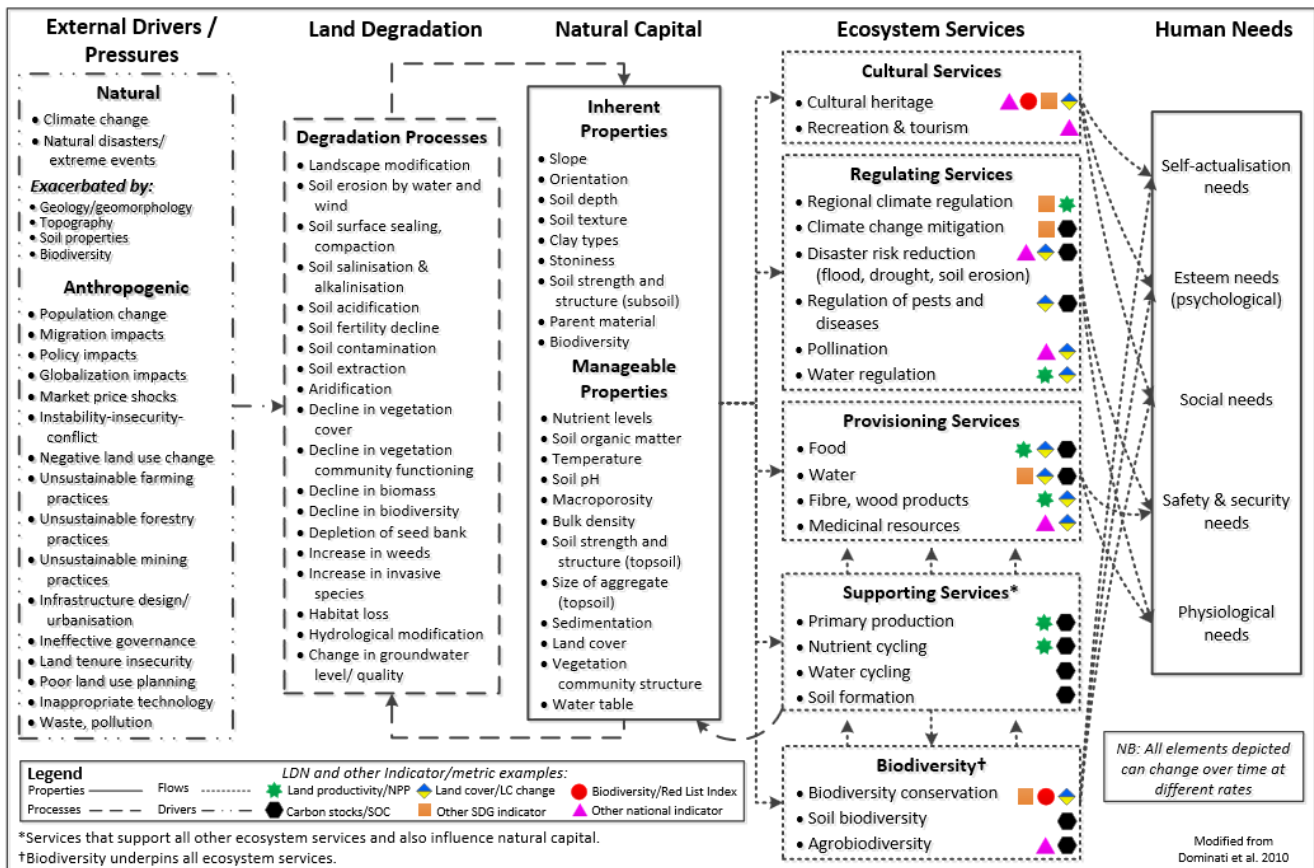 External Drivers /
Pressures
Natural
• Climate change
• Natural disasters/
extreme events
Exacerbated by:
• Geology/geomorphology
• Topography
• Soil properties
• Biodiversity
Anthropogenic
• Population change
• Migration impacts
• Policy impacts
• Globalization impacts
• Market price shocks
• Instability-insecurity-
conflict
• Negative land use change
• Unsustainable farming
practices
• Unsustainable forestry
practices
• Unsustainable mining
practices
• Infrastructure design/
urbanisation
• Ineffective governance
• Land tenure insecurity
• Poor land use planning
• Inappropriate technology
• Waste, pollution
Land Degradation
Degradation Processes
• Landscape modification
• Soil erosion by water and
wind
• Soil surface sealing,
compaction
• Soil salinisation &
alkalinisation
• Soil acidification
• Soil fertility decline
• Soil contamination
• Soil extraction
• Aridification
• Decline in vegetation
cover
• Decline in vegetation
community functioning
• Decline in biomass
• Decline in biodiversity
• Depletion of seed bank
• Increase in weeds
• Increase in invasive
species
• Habitat loss
• Hydrological modification
• Change in groundwater
level/ quality
Natural Capital
Inherent
Properties
• Slope
• Orientation
• Soil depth
• Soil texture
• Clay types
• Stoniness
• Soil strength and
structure (subsoil)
• Parent material
• Biodiversity
Manageable
Properties
• Nutrient levels
• Soil organic matter
• Temperature
• Soil pH
• Macroporosity
• Bulk density
• Soil strength and
structure (topsoil)
• Size of aggregate
(topsoil)
• Sedimentation
• Land cover
• Vegetation
community structure
• Water table
Ecosystem Services
Cultural Services
• Cultural heritage
• Recreation & tourism
Regulating Services
• Regional climate regulation
• Climate change mitigation
• Disaster risk reduction
(flood, drought, soil erosion)
• Regulation of pests and
diseases
• Pollination
• Water regulation
Provisioning Services
• Food
• Water
• Fibre, wood products
• Medicinal resources
Supporting Services*
• Primary production
• Nutrient cycling
• Water cycling
• Soil formation
Biodiversity†
• Biodiversity conservation
• Soil biodiversity
• Agrobiodiversity
Human Needs
Self-actualisation
needs
Esteem needs
(psychological)
Social needs
Safety & security
needs
Physiological
needs
NB: All elements depicted
can change over time at
different rates
Legend
LDN and other Indicator/metric examples:
Properties Flows Land productivity/NPP Land cover/LC change Biodiversity/Red List Index
Processes Drivers Carbon stocks/SOC Other SDG indicator Other national indicator
*Services that support all other ecosystem services and also influence natural capital.
†Biodiversity underpins all ecosystem services.
Modified from
Dominati et al. 2010